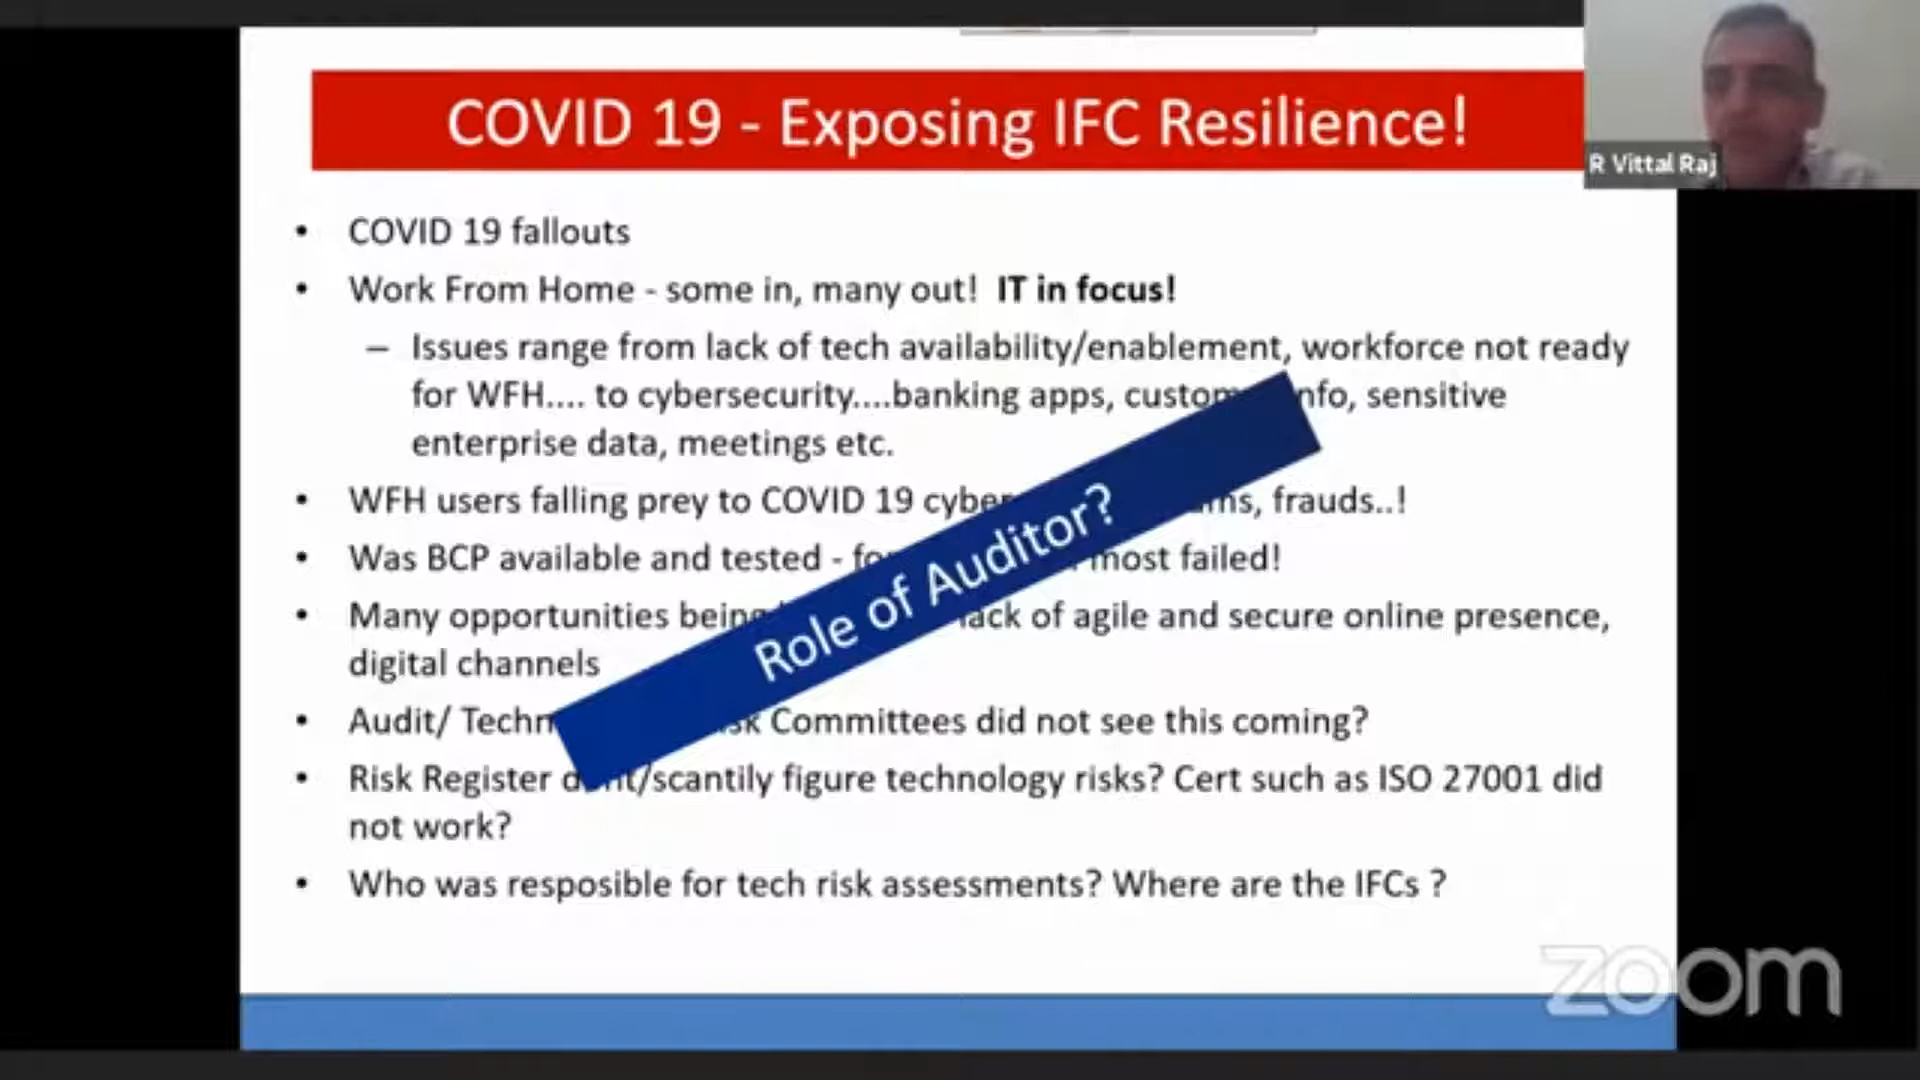 COVID 19 - Exposing IFC Resilience!
R Vittal Raj
• COVID 19 fallouts
• Work From Home - some in, many out! IT in focus!
– Issues range from lack of tech availability/enablement, workforce not ready
for WFH.... to cybersecurity....banking apps, nfo, sensitive
enterprise data, meetings etc.
• WFH users falling prey to COVID 19 cyber ms, frauds..!
• Was BCP available and tested - most failed!
• Many opportunities being lack of agile and secure online presence,
digital channels
• Audit/ Techn sk Committees did not see this coming?
• Risk Register /scantily figure technology risks? Cert such as ISO 27001 did
not work?
• Who was resposible for tech risk assessments? Where are the IFCs ?
Role of Auditor?
zoom